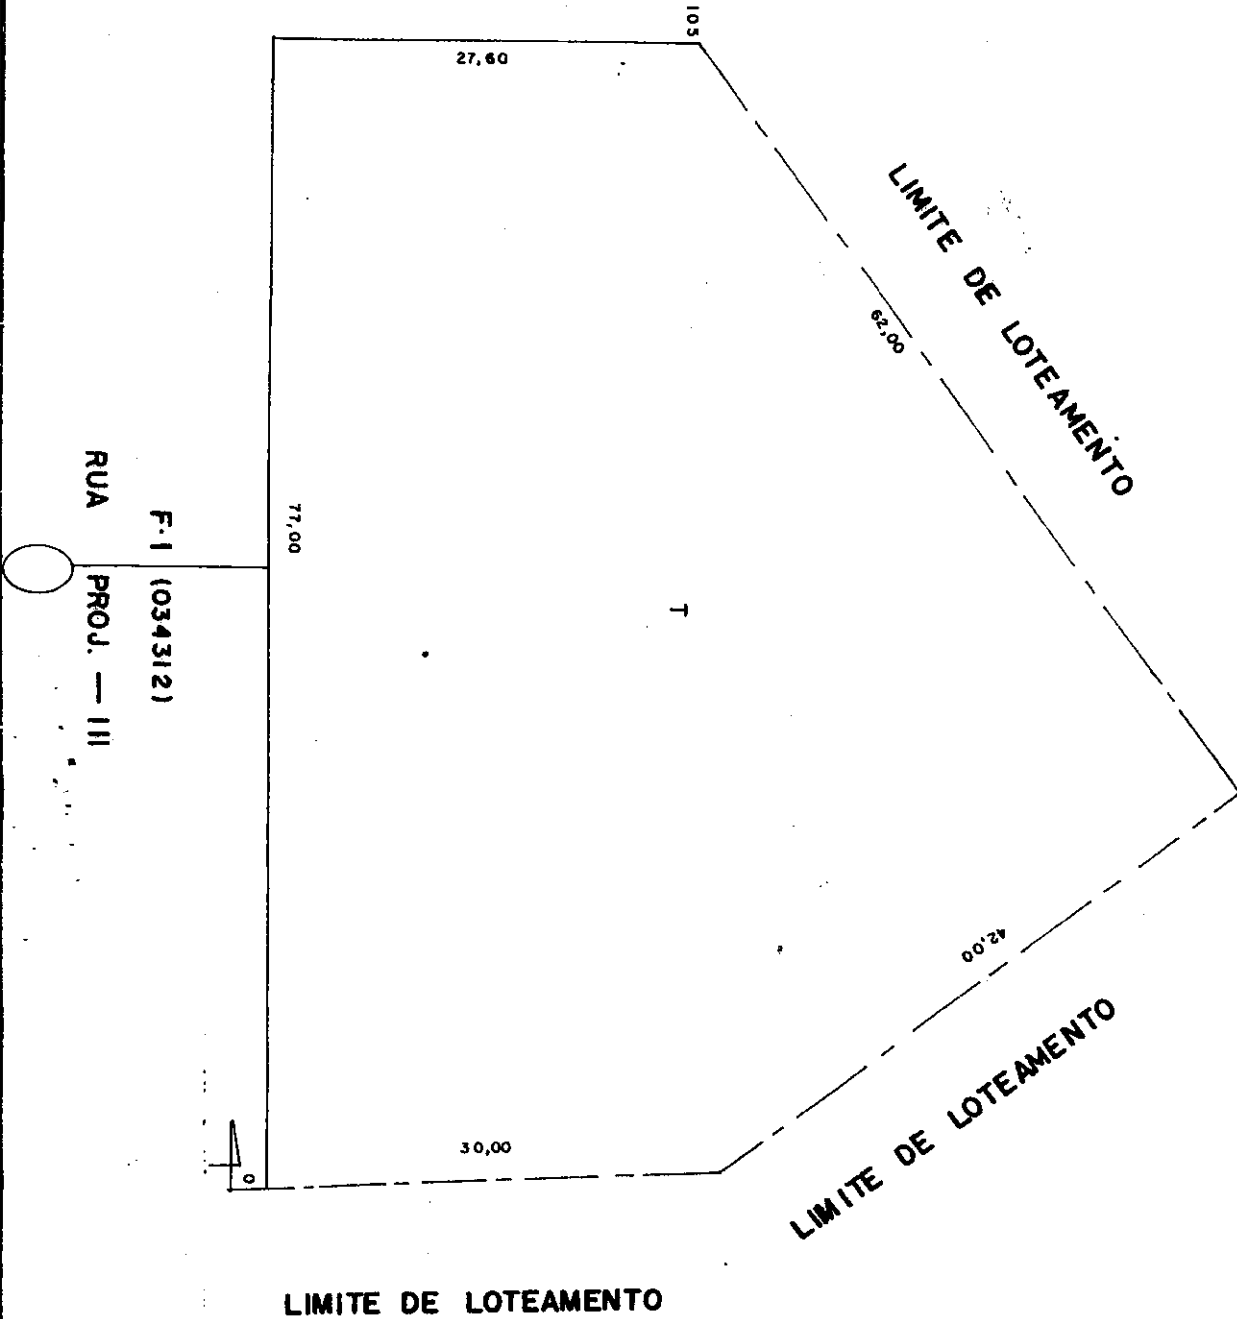 105
27,60
LIMITE DE LOTEAMENTO
62,00
77,00
F-1 (034312)
RUA PROJ. — III
T
42,00
LIMITE DE LOTEAMENTO
30,00
0
LIMITE DE LOTEAMENTO